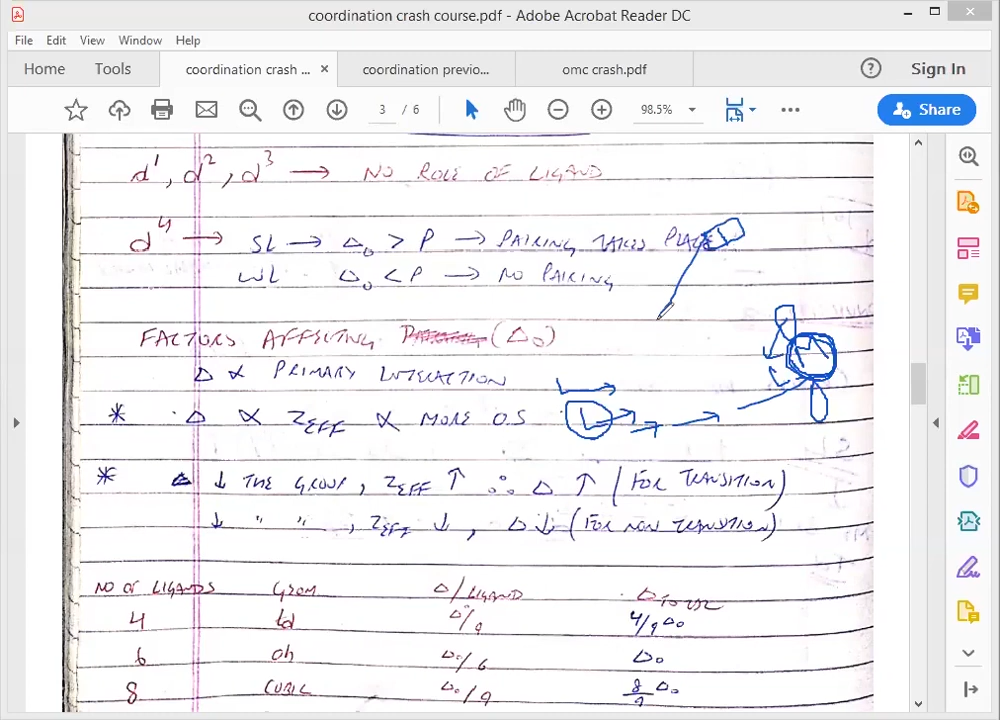 coordination crash course.pdf - Adobe Acrobat Reader DC
File Edit View Window Help
Home Tools coordination crash ... × coordination previo... omc crash.pdf Sign In
3 / 6 98.5% Share
d¹, d², d³ → NO ROLE OF LIGAND
d⁴ → SL → Δ₀ > P → PAIRING TAKES PLACE L
WL Δ₀ < P → NO PAIRING
FACTORS AFFECTING (Δ₀)
Δ ∝ PRIMARY INTERACTION
* Δ ∝ ZEFF ∝ MORE O.S L
* Δ ↓ THE GROUP, ZEFF ↑ ∴ Δ ↑ (FOR TRANSITION)
↓ " " , ZEFF ↓, Δ↓ (FOR NON TRANSITION)
NO OF LIGANDS GEOM Δ/LIGAND Δ TOTAL
4 td Δ/9 4/9 Δ₀
6 oh Δ₀/6 Δ₀
8 CUBIC Δ₀/9 8/9 Δ₀